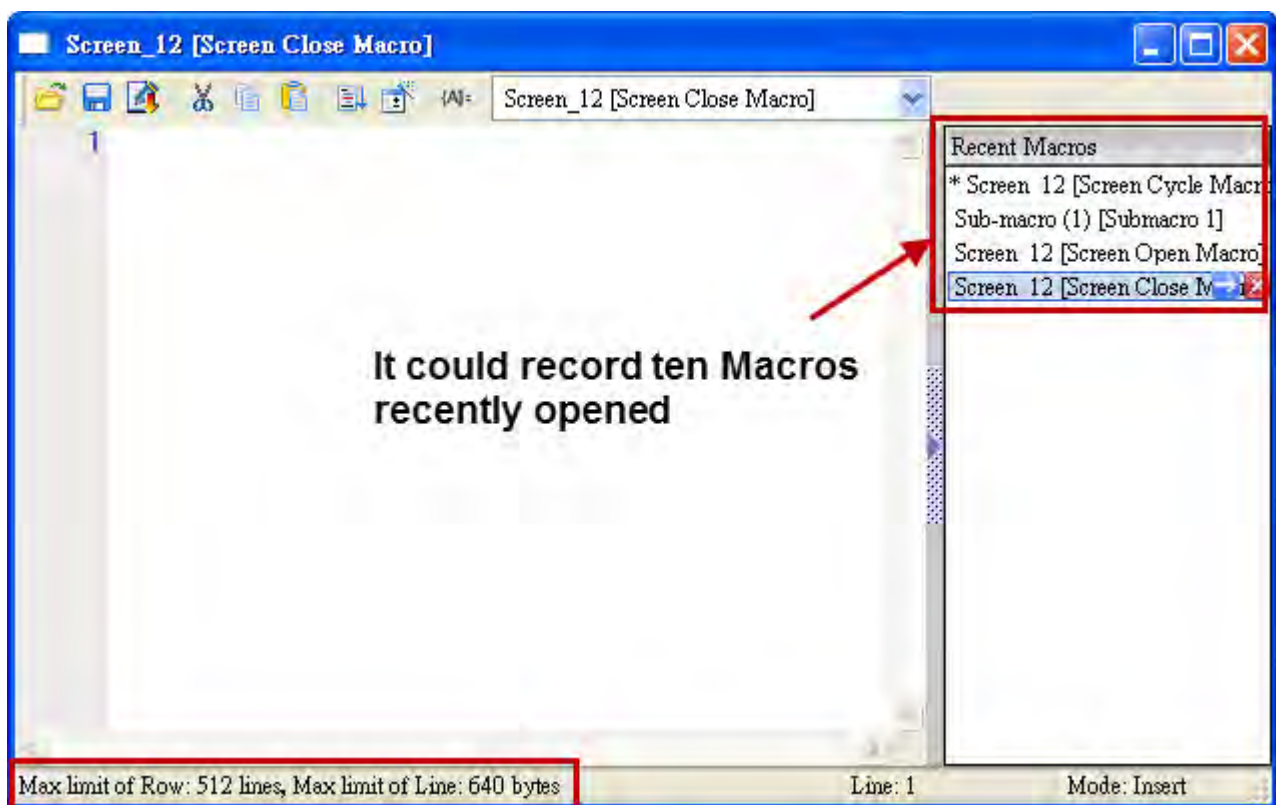 Screen_12 [Screen Close Macro]
{A}= Screen_12 [Screen Close Macro]
1
Recent Macros
* Screen_12 [Screen Cycle Macr
Sub-macro (1) [Submacro 1]
Screen_12 [Screen Open Macro]
Screen_12 [Screen Close M
It could record ten Macros
recently opened
Max limit of Row: 512 lines, Max limit of Line: 640 bytes Line: 1 Mode: Insert